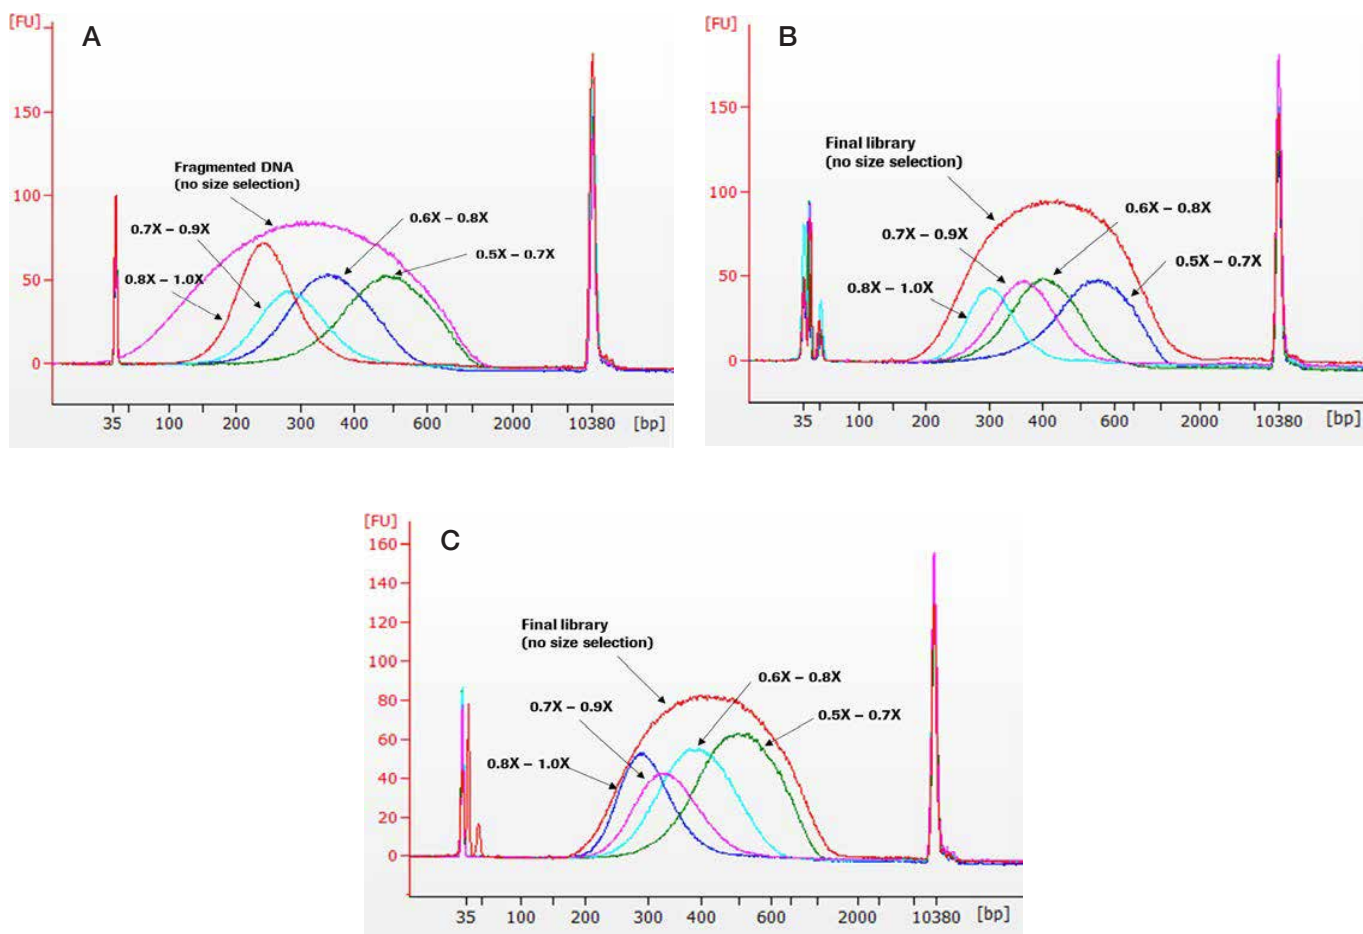 [FU]
A
150
100
50
0
Fragmented DNA
(no size selection)
0.7X – 0.9X
0.6X – 0.8X
0.8X – 1.0X
0.5X – 0.7X
35 100 200 300 400 600 2000 10380 [bp]
[FU]
B
150
100
50
0
Final library
(no size selection)
0.6X – 0.8X
0.7X – 0.9X
0.5X – 0.7X
0.8X – 1.0X
35 100 200 300 400 600 2000 10380 [bp]
[FU]
C
160
140
120
100
80
60
40
20
0
Final library
(no size selection)
0.6X – 0.8X
0.7X – 0.9X
0.5X – 0.7X
0.8X – 1.0X
35 100 200 300 400 600 2000 10380 [bp]